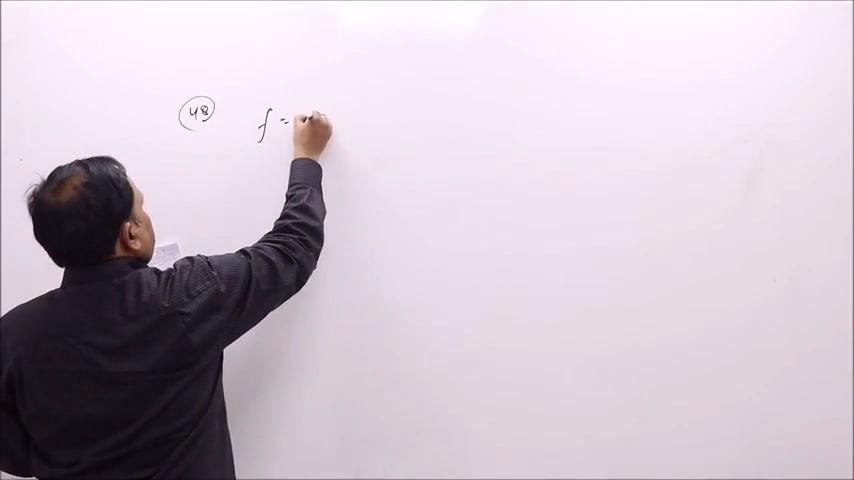 48 f =